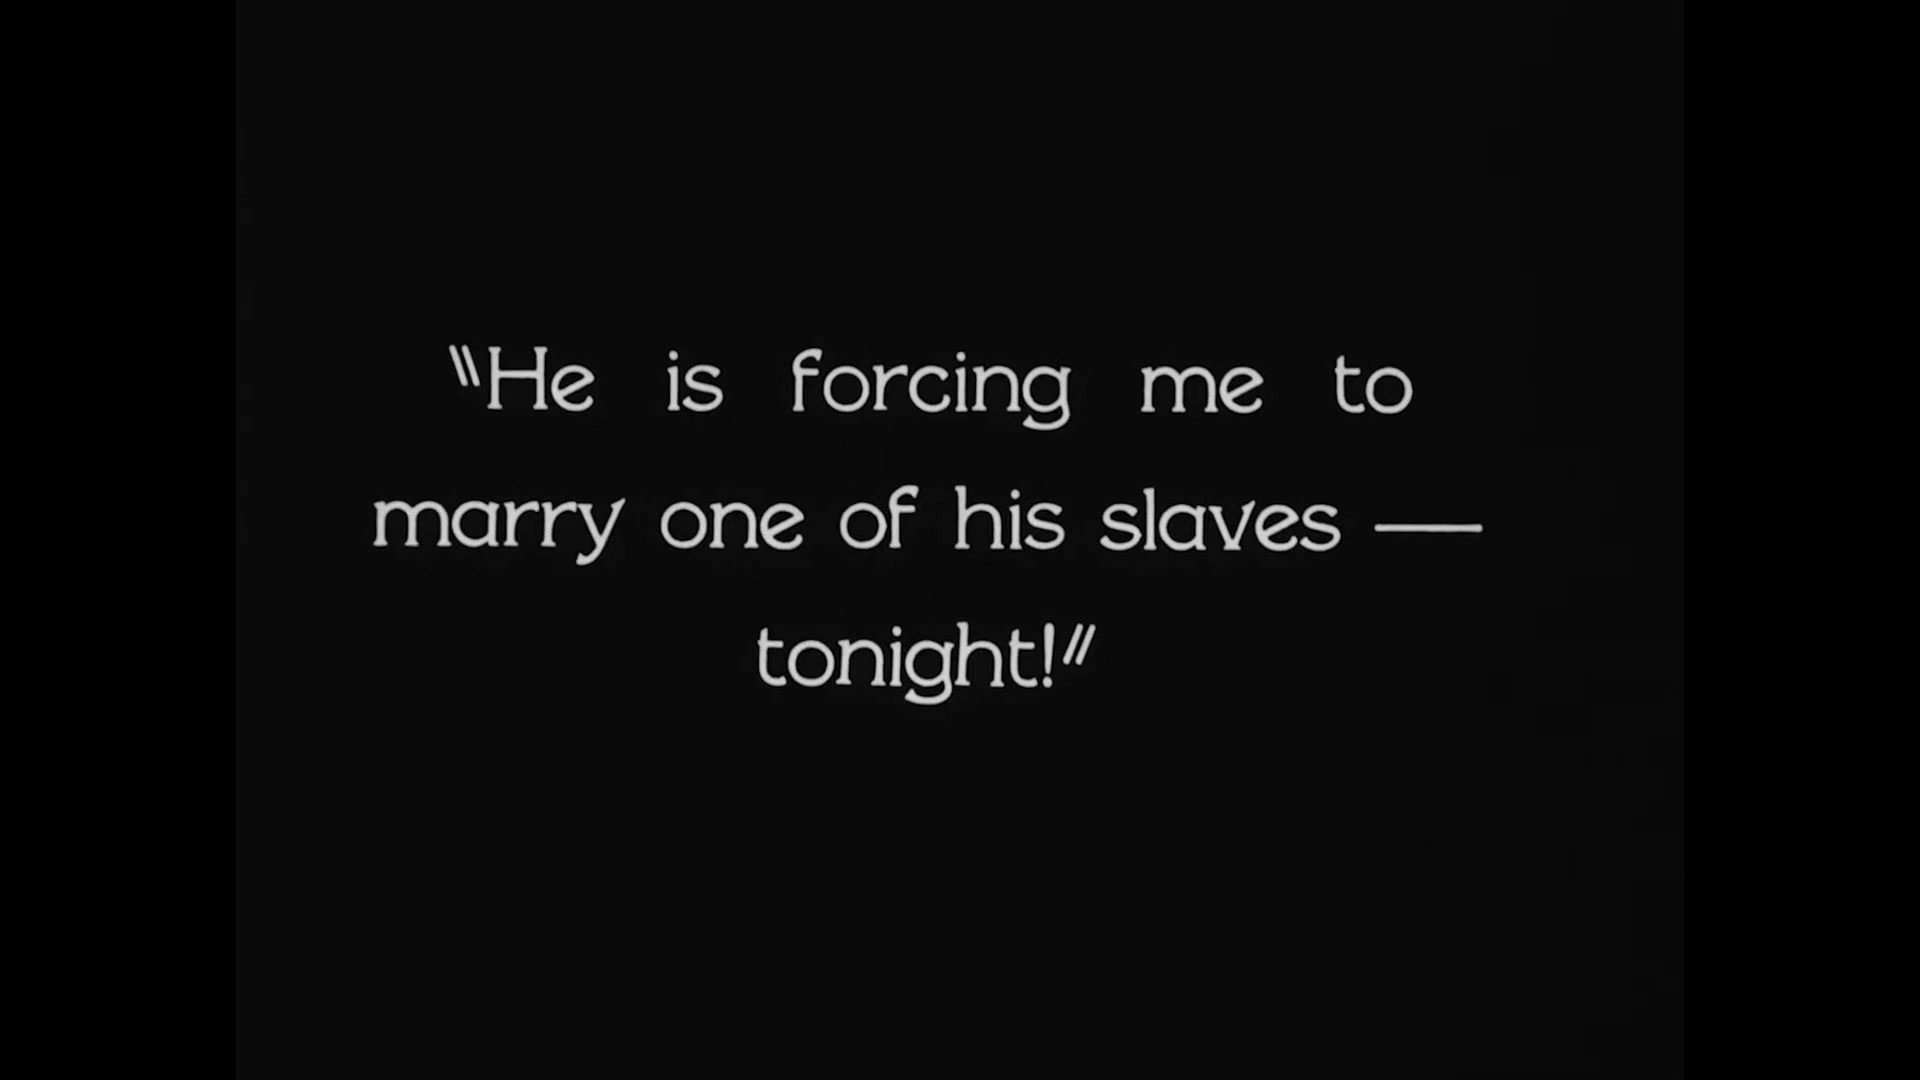 "He is forcing me to
marry one of his slaves —
tonight!"